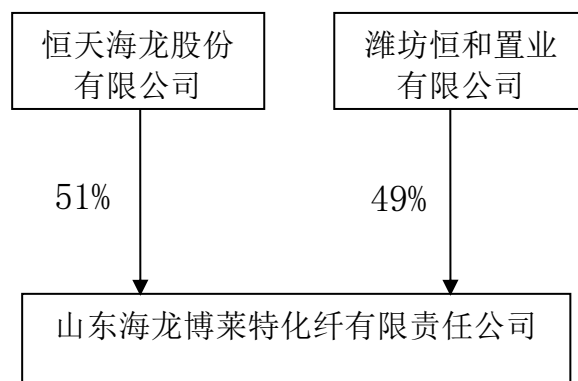 恒天海龙股份
有限公司
潍坊恒和置业
有限公司
51%
49%
山东海龙博莱特化纤有限责任公司